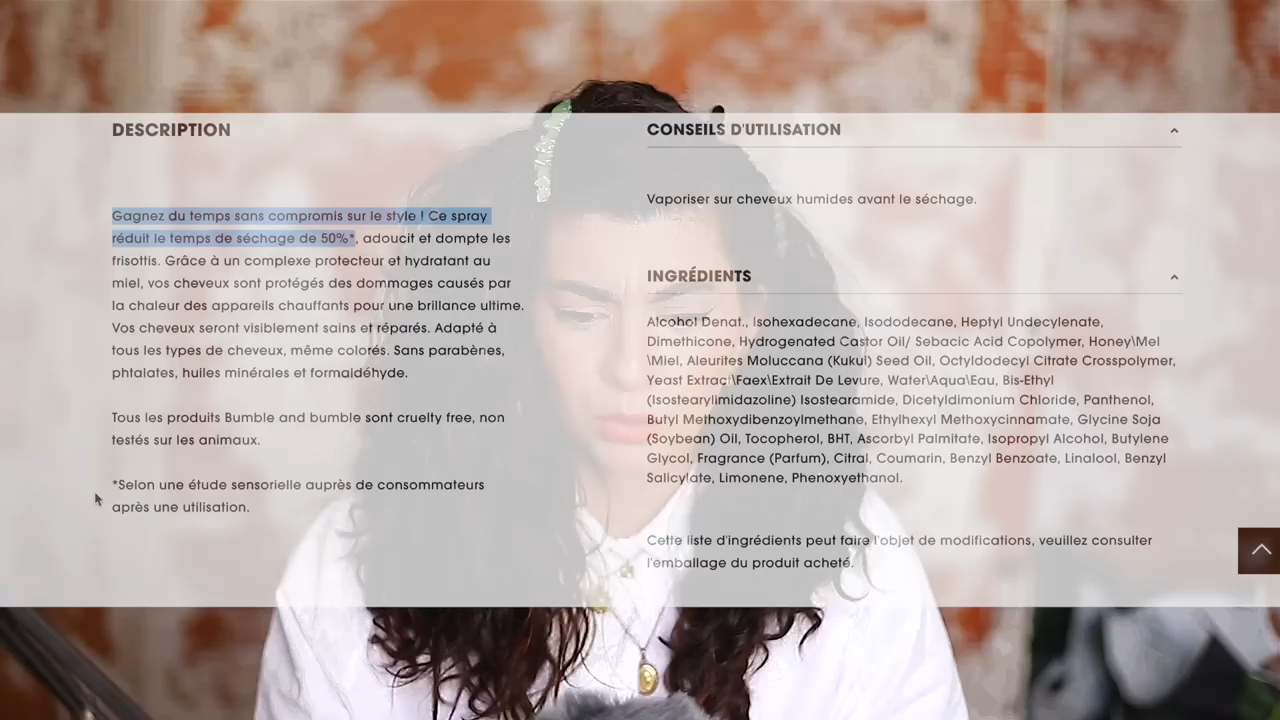 DESCRIPTION
Gagnez du temps sans compromis sur le style ! Ce spray
réduit le temps de séchage de 50%*, adoucit et dompte les
frisottis. Grâce à un complexe protecteur et hydratant au
miel, vos cheveux sont protégés des dommages causés par
la chaleur des appareils chauffants pour une brillance ultime.
Vos cheveux seront visiblement sains et réparés. Adapté à
tous les types de cheveux, même colorés. Sans parabènes,
phtalates, huiles minérales et formaldéhyde.
Tous les produits Bumble and bumble sont cruelty free, non
testés sur les animaux.
*Selon une étude sensorielle auprès de consommateurs
après une utilisation.
CONSEILS D'UTILISATION
Vaporiser sur cheveux humides avant le séchage.
INGRÉDIENTS
Alcohol Denat., Isohexadecane, Isododecane, Heptyl Undecylenate,
Dimethicone, Hydrogenated Castor Oil/ Sebacic Acid Copolymer, Honey\Mel
\Miel, Aleurites Moluccana (Kukui) Seed Oil, Octyldodecyl Citrate Crosspolymer,
Yeast Extract\Faex\Extrait De Levure, Water\Aqua\Eau, Bis-Ethyl
(Isostearylimidazoline) Isostearamide, Dicetyldimonium Chloride, Panthenol,
Butyl Methoxydibenzoylmethane, Ethylhexyl Methoxycinnamate, Glycine Soja
(Soybean) Oil, Tocopherol, BHT, Ascorbyl Palmitate, Isopropyl Alcohol, Butylene
Glycol, Fragrance (Parfum), Citral, Coumarin, Benzyl Benzoate, Linalool, Benzyl
Salicylate, Limonene, Phenoxyethanol.
Cette liste d'ingrédients peut faire l'objet de modifications, veuillez consulter
l'emballage du produit acheté.